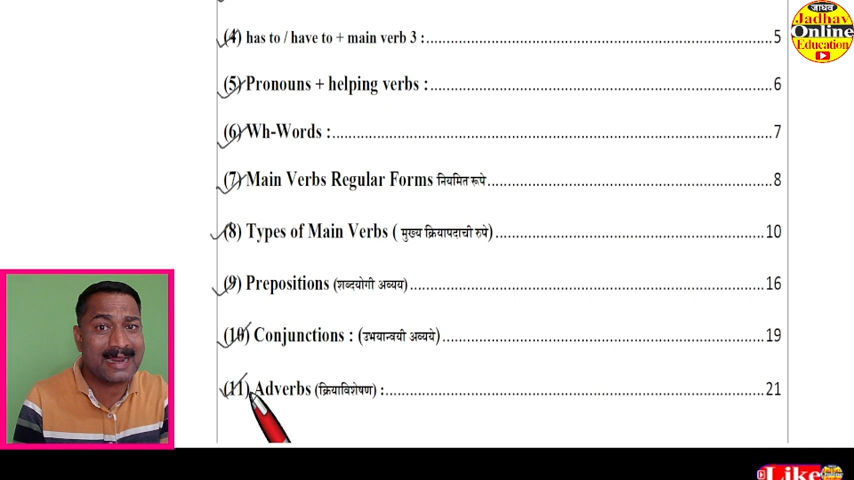 जाधव
Jadhav
Online
Education
(4) has to / have to + main verb 3 :..........5
(5) Pronouns + helping verbs :..........6
(6) Wh-Words :..........7
(7) Main Verbs Regular Forms नियमित रूपे..........8
(8) Types of Main Verbs ( मुख्य क्रियापदाची रुपे)..........10
(9) Prepositions (शब्दयोगी अव्यय)..........16
(10) Conjunctions : (उभयान्वयी अव्यये)..........19
(11) Adverbs (क्रियाविशेषण) :..........21
Like